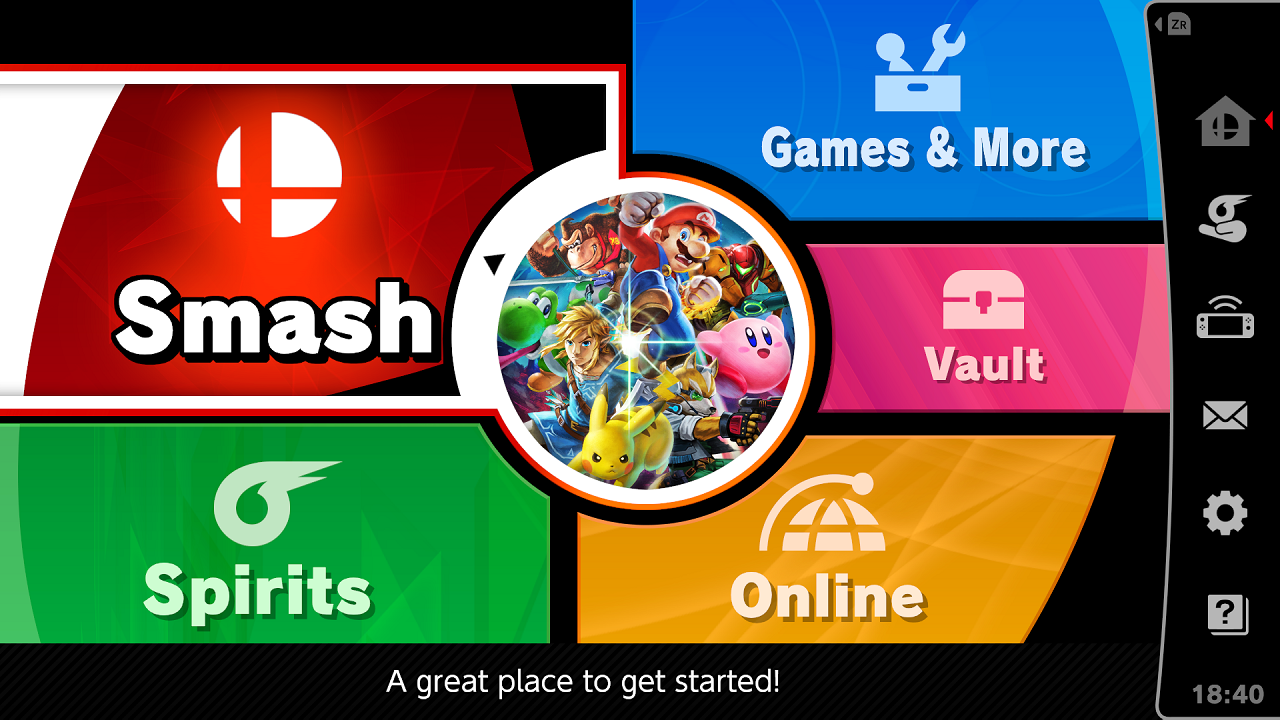 ZR
Games & More
Smash
Vault
Spirits
Online
?
A great place to get started!
18:40